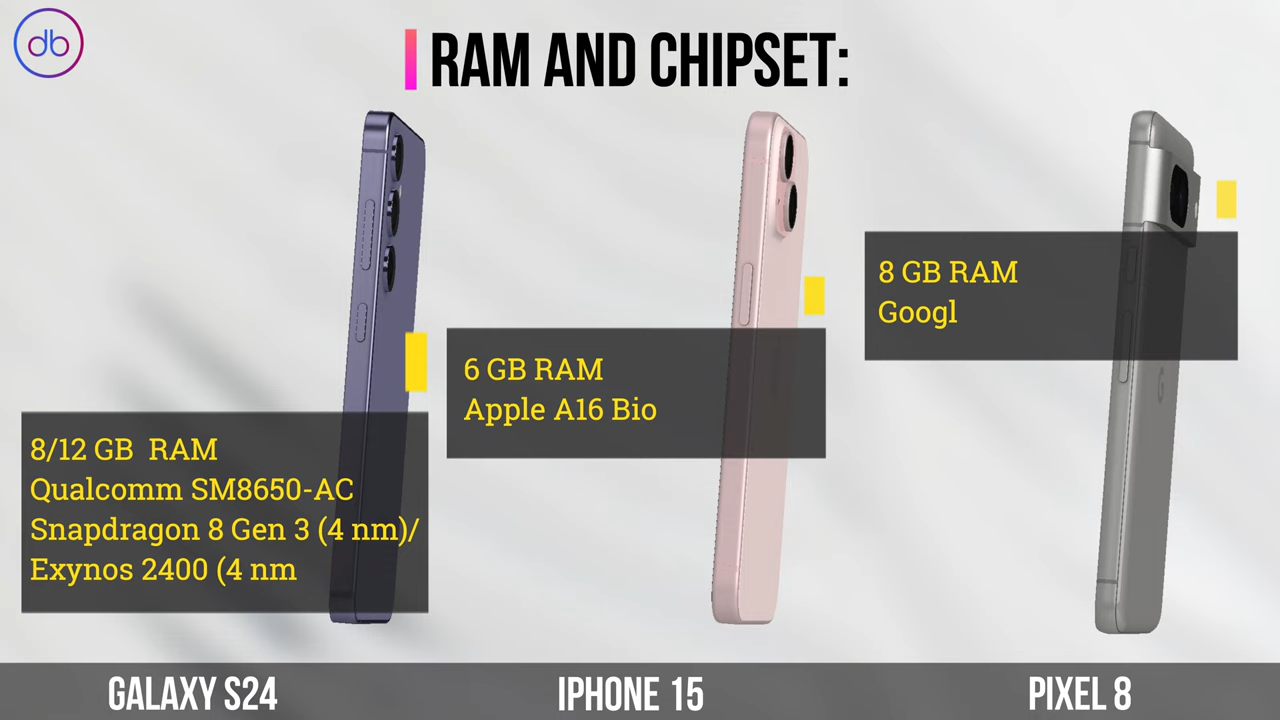 db
RAM AND CHIPSET:
8/12 GB  RAM
Qualcomm SM8650-AC
Snapdragon 8 Gen 3 (4 nm)/
Exynos 2400 (4 nm
6 GB RAM
Apple A16 Bio
8 GB RAM
Googl
GALAXY S24
IPHONE 15
PIXEL 8